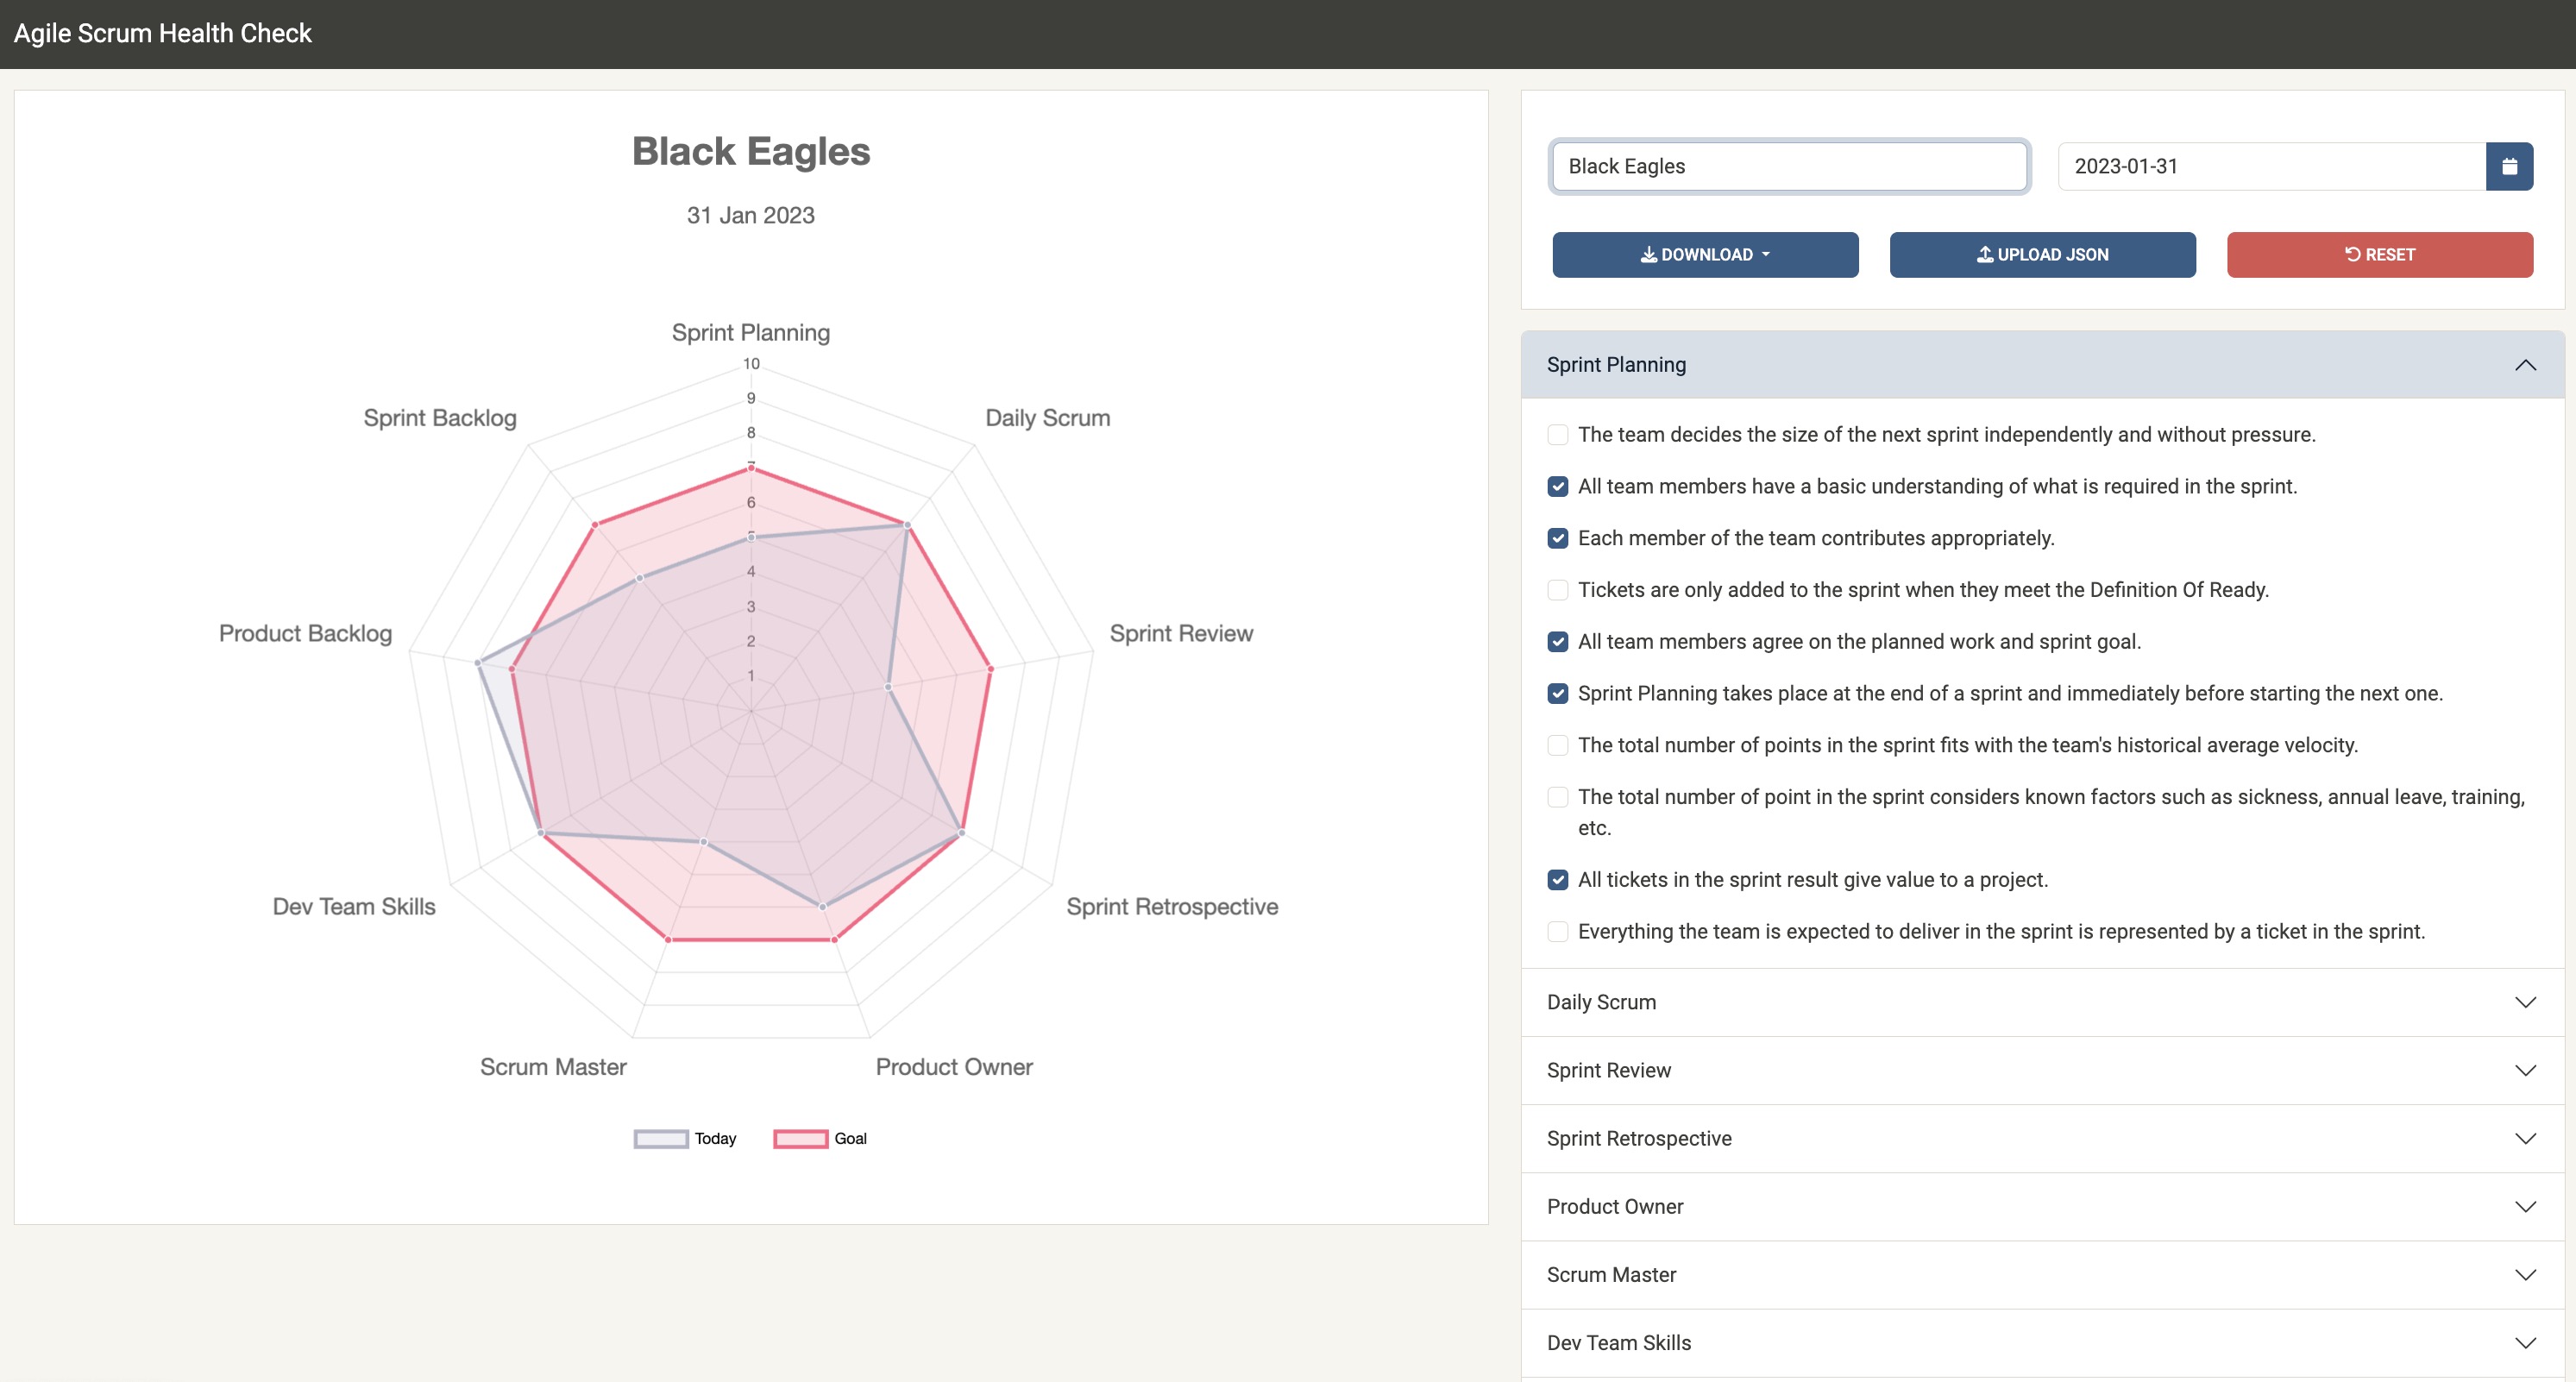 Agile Scrum Health Check
Black Eagles
31 Jan 2023
Sprint Planning
10
9
8
7
6
5
4
3
2
1
Daily Scrum
Sprint Review
Sprint Retrospective
Product Owner
Scrum Master
Dev Team Skills
Product Backlog
Sprint Backlog
Today
Goal
Black Eagles
2023-01-31
DOWNLOAD
UPLOAD JSON
RESET
Sprint Planning
The team decides the size of the next sprint independently and without pressure.
All team members have a basic understanding of what is required in the sprint.
Each member of the team contributes appropriately.
Tickets are only added to the sprint when they meet the Definition Of Ready.
All team members agree on the planned work and sprint goal.
Sprint Planning takes place at the end of a sprint and immediately before starting the next one.
The total number of points in the sprint fits with the team's historical average velocity.
The total number of point in the sprint considers known factors such as sickness, annual leave, training,
etc.
All tickets in the sprint result give value to a project.
Everything the team is expected to deliver in the sprint is represented by a ticket in the sprint.
Daily Scrum
Sprint Review
Sprint Retrospective
Product Owner
Scrum Master
Dev Team Skills